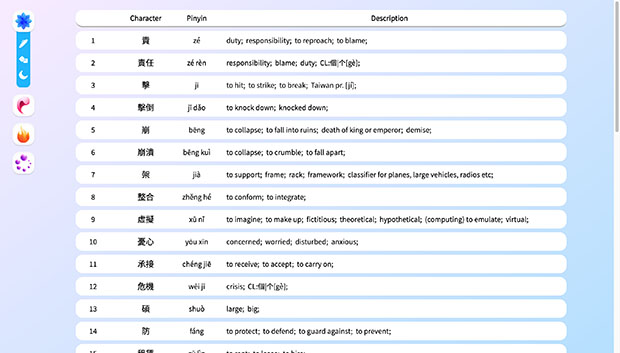 Character Pinyin Description
1 責 zé duty; responsibility; to reproach; to blame;
2 責任 zé rèn responsibility; blame; duty; CL:個|个[gè];
3 擊 jī to hit; to strike; to break; Taiwan pr. [jí];
4 擊倒 jī dǎo to knock down; knocked down;
5 崩 bēng to collapse; to fall into ruins; death of king or emperor; demise;
6 崩潰 bēng kuì to collapse; to crumble; to fall apart;
7 架 jià to support; frame; rack; framework; classifier for planes, large vehicles, radios etc;
8 整合 zhěng hé to conform; to integrate;
9 虛擬 xū nǐ to imagine; to make up; fictitious; theoretical; hypothetical; (computing) to emulate; virtual;
10 憂心 yōu xīn concerned; worried; disturbed; anxious;
11 承接 chéng jiē to receive; to accept; to carry on;
12 危機 wēi jī crisis; CL:個|个[gè];
13 碩 shuò large; big;
14 防 fáng to protect; to defend; to guard against; to prevent;